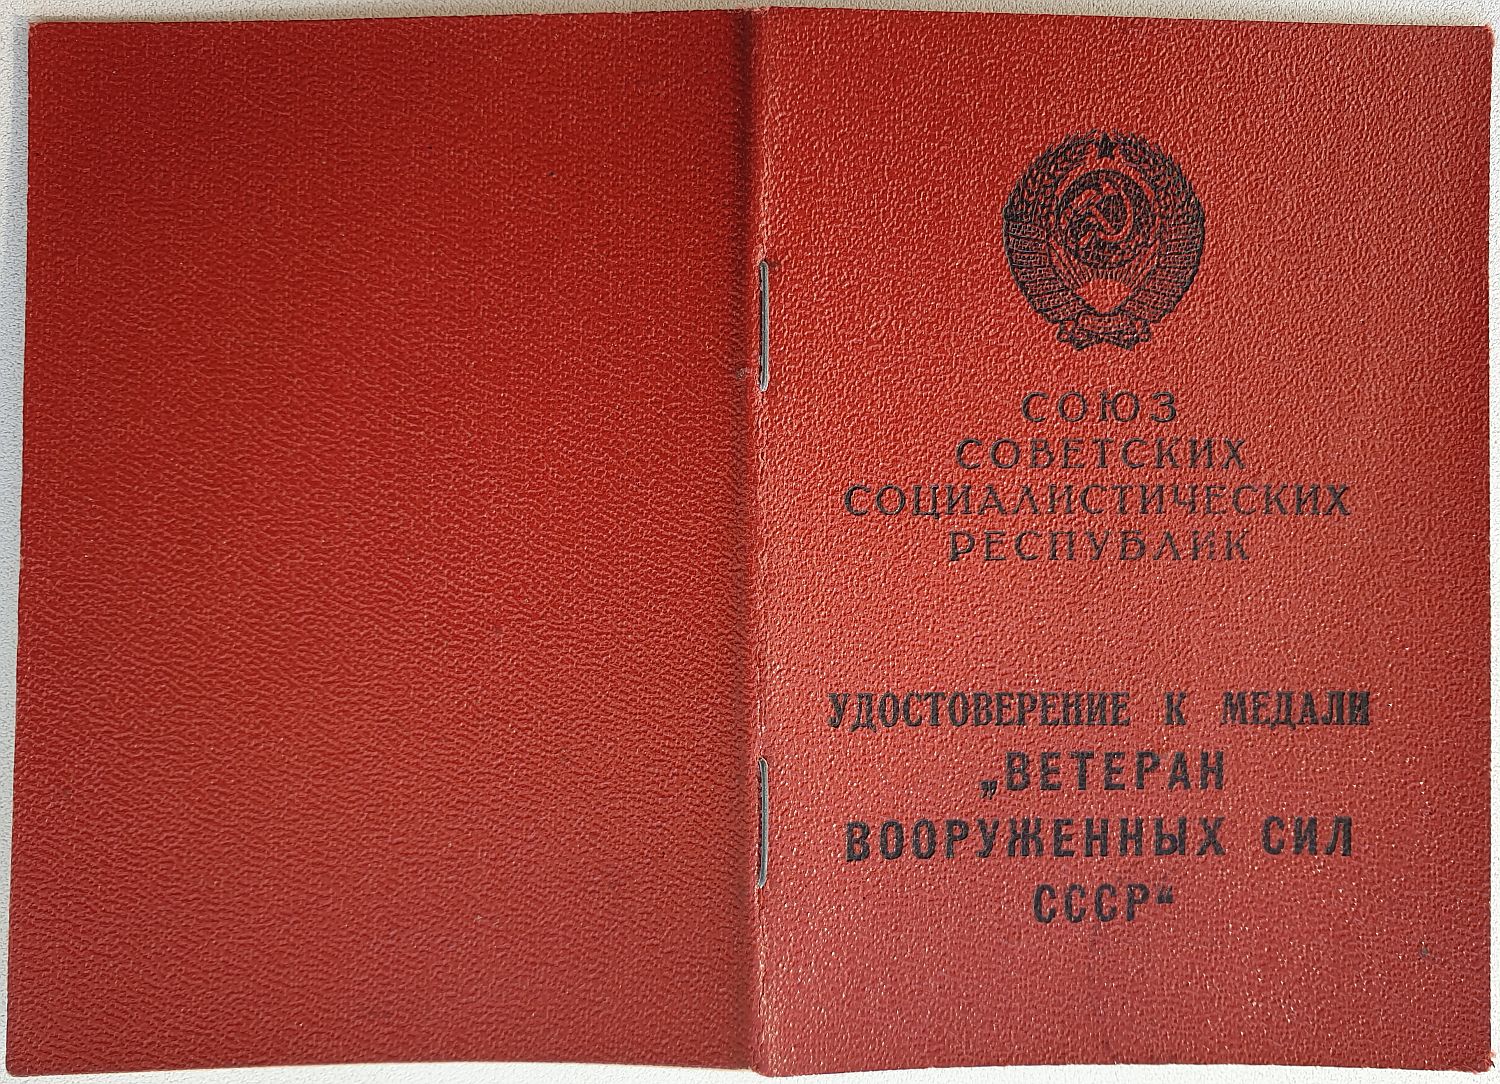 СОЮЗ
СОВЕТСКИХ
СОЦИАЛИСТИЧЕСКИХ
РЕСПУБЛИК
УДОСТОВЕРЕНИЕ К МЕДАЛИ
„ВЕТЕРАН
ВООРУЖЕННЫХ СИЛ
СССР“